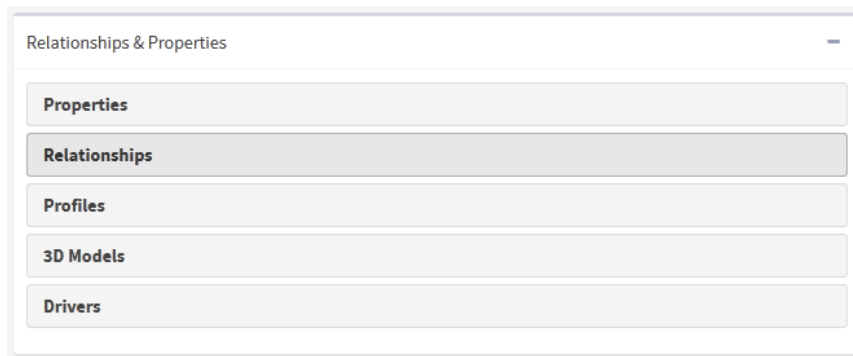 Relationships & Properties
Properties
Relationships
Profiles
3D Models
Drivers